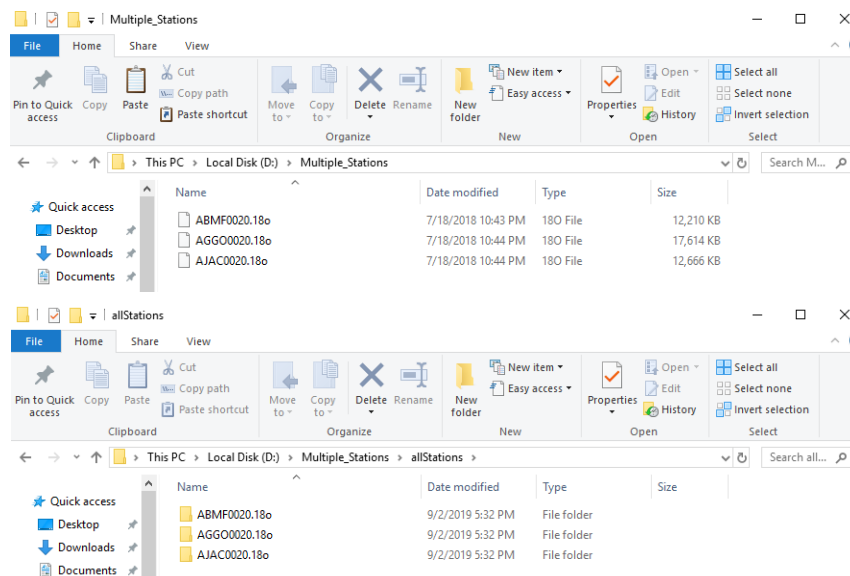 Multiple_Stations
File Home Share View
Pin to Quick access
Copy
Paste
Cut
Copy path
Paste shortcut
Clipboard
Move to
Copy to
Delete
Rename
Organize
New folder
New item
Easy access
New
Properties
Open
Edit
History
Open
Select all
Select none
Invert selection
Select
This PC > Local Disk (D:) > Multiple_Stations
Search M...
Name Date modified Type Size
Quick access
Desktop
Downloads
Documents
ABMF0020.18o 7/18/2018 10:43 PM 18O File 12,210 KB
AGGO0020.18o 7/18/2018 10:44 PM 18O File 17,614 KB
AJAC0020.18o 7/18/2018 10:44 PM 18O File 12,666 KB
allStations
File Home Share View
Pin to Quick access
Copy
Paste
Cut
Copy path
Paste shortcut
Clipboard
Move to
Copy to
Delete
Rename
Organize
New folder
New item
Easy access
New
Properties
Open
Edit
History
Open
Select all
Select none
Invert selection
Select
This PC > Local Disk (D:) > Multiple_Stations > allStations >
Search all...
Name Date modified Type Size
Quick access
Desktop
Downloads
Documents
ABMF0020.18o 9/2/2019 5:32 PM File folder
AGGO0020.18o 9/2/2019 5:32 PM File folder
AJAC0020.18o 9/2/2019 5:32 PM File folder